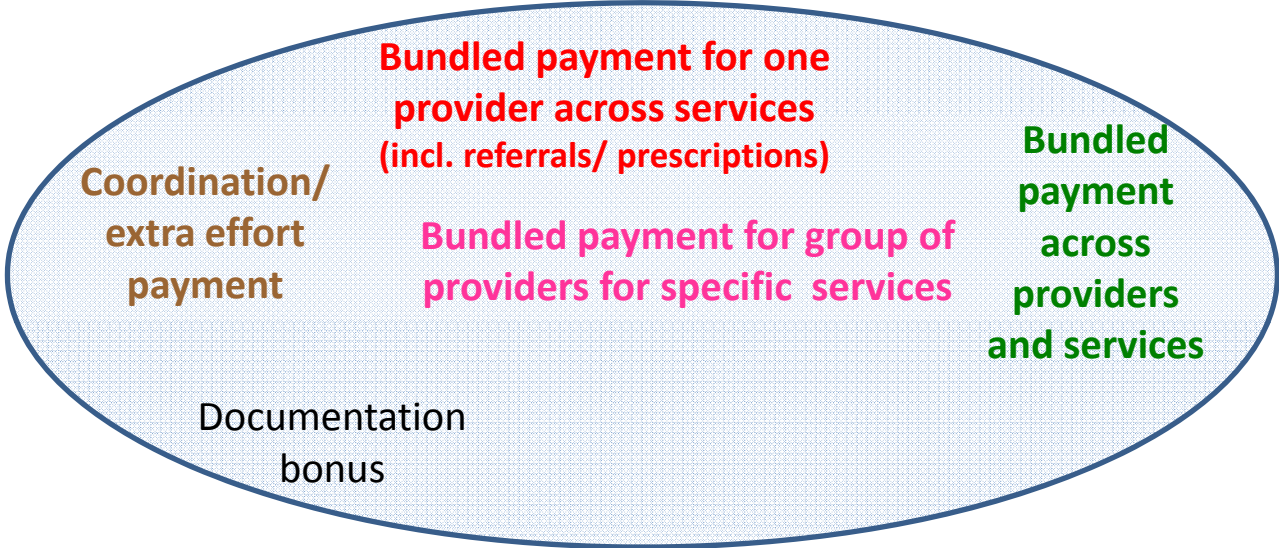 Bundled payment for one
provider across services
(incl. referrals/ prescriptions)
Coordination/
extra effort
payment
Bundled payment for group of
providers for specific  services
Bundled
payment
across
providers
and services
Documentation
bonus